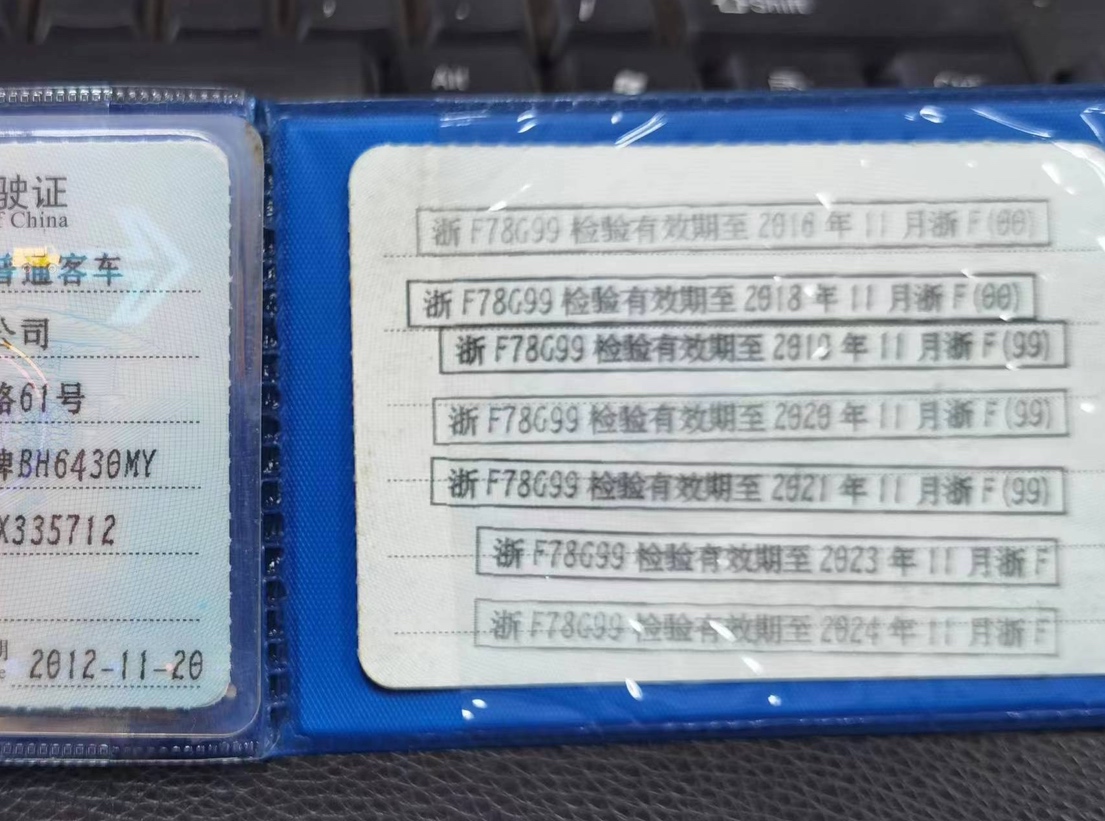 Shift
Alt
驶证
f China
普通客车
公司
路61号
牌BH6430MY
X335712
2012-11-20
浙 F78G99 检验有效期至 2016 年 11 月浙 F(00)
浙 F78G99 检验有效期至 2018 年 11 月浙 F(00)
浙 F78G99 检验有效期至 2019 年 11 月浙 F(99)
浙 F78G99 检验有效期至 2020 年 11 月浙 F(99)
浙 F78G99 检验有效期至 2021 年 11 月浙 F(99)
浙 F78G99 检验有效期至 2023 年 11 月浙 F
浙 F78G99 检验有效期至 2024 年 11 月浙 F